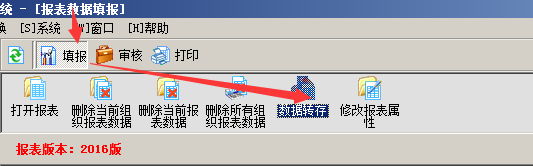 统 - [报表数据填报]
换 [S]系统 [W]窗口 [H]帮助
填报 审核 打印
打开报表 删除当前组织报表数据 删除当前报表数据 删除所有组织报表数据 数据转存 修改报表属性
报表版本: 2016版